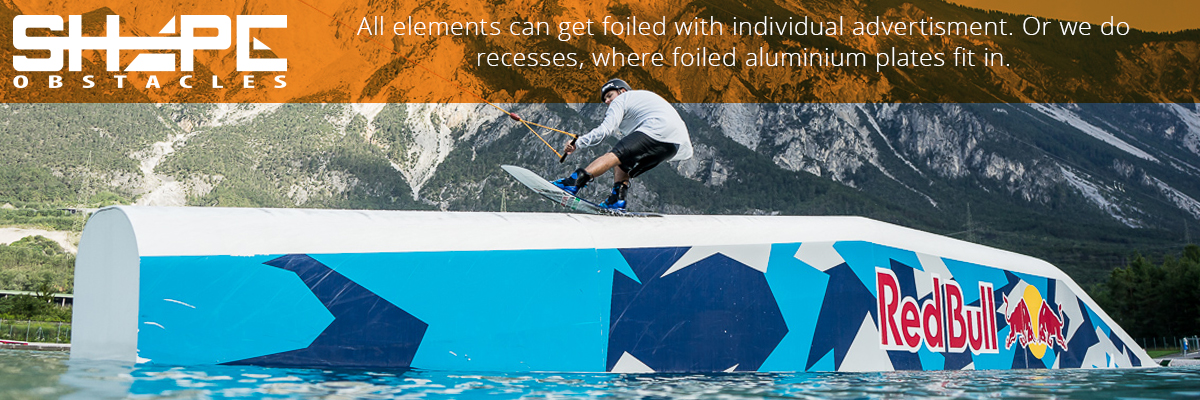 SHAPE
OBSTACLES
All elements can get foiled with individual advertisment. Or we do
recesses, where foiled aluminium plates fit in.
Red Bull